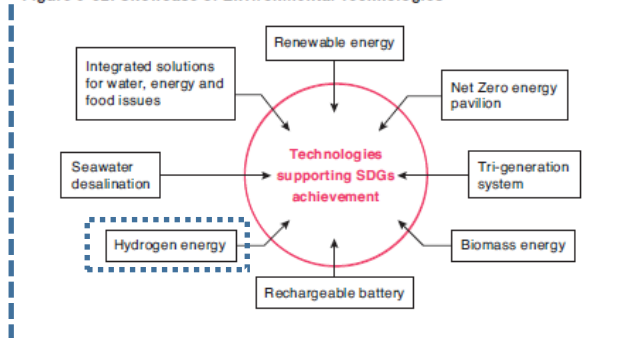 Renewable energy
Integrated solutions
for water, energy and
food issues
Net Zero energy
pavilion
Technologies
supporting SDGs
achievement
Seawater
desalination
Tri-generation
system
Hydrogen energy
Biomass energy
Rechargeable battery